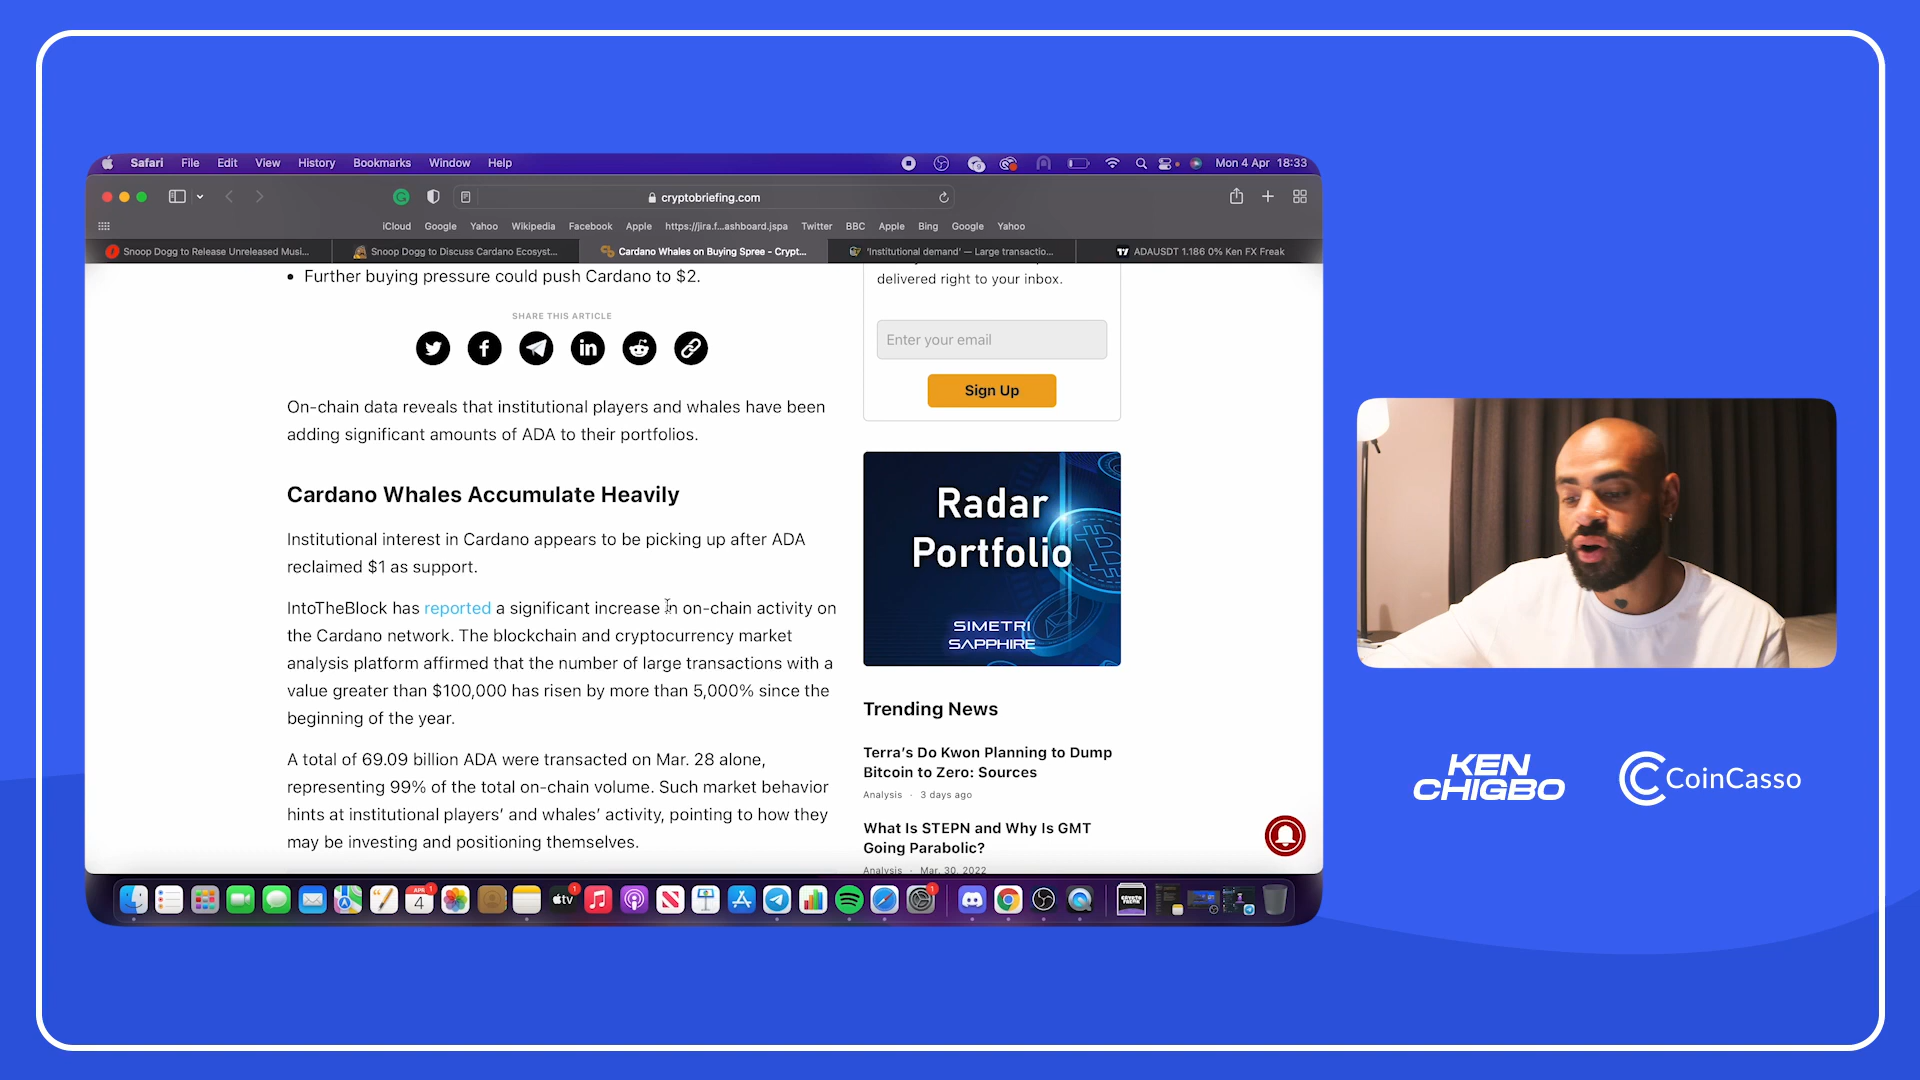 Safari File Edit View History Bookmarks Window Help
Mon 4 Apr 18:33
cryptobriefing.com
iCloud Google Yahoo Wikipedia Facebook Apple https://jira.f...ashboard.jspa Twitter BBC Apple Bing Google Yahoo
Snoop Dogg to Release Unreleased Musi...
Snoop Dogg to Discuss Cardano Ecosyst...
Cardano Whales on Buying Spree - Crypt...
'Institutional demand' — Large transactio...
ADAUSDT 1.186 0% Ken FX Freak
• Further buying pressure could push Cardano to $2.
SHARE THIS ARTICLE
On-chain data reveals that institutional players and whales have been
adding significant amounts of ADA to their portfolios.
Cardano Whales Accumulate Heavily
Institutional interest in Cardano appears to be picking up after ADA
reclaimed $1 as support.
IntoTheBlock has reported a significant increase in on-chain activity on
the Cardano network. The blockchain and cryptocurrency market
analysis platform affirmed that the number of large transactions with a
value greater than $100,000 has risen by more than 5,000% since the
beginning of the year.
A total of 69.09 billion ADA were transacted on Mar. 28 alone,
representing 99% of the total on-chain volume. Such market behavior
hints at institutional players' and whales' activity, pointing to how they
may be investing and positioning themselves.
delivered right to your inbox.
Enter your email
Sign Up
Radar
Portfolio
SIMETRI
SAPPHIRE
Trending News
Terra's Do Kwon Planning to Dump
Bitcoin to Zero: Sources
Analysis · 3 days ago
What Is STEPN and Why Is GMT
Going Parabolic?
Analysis · Mar. 30, 2022
APR
4
tv
KEN
CHIGBO
CoinCasso